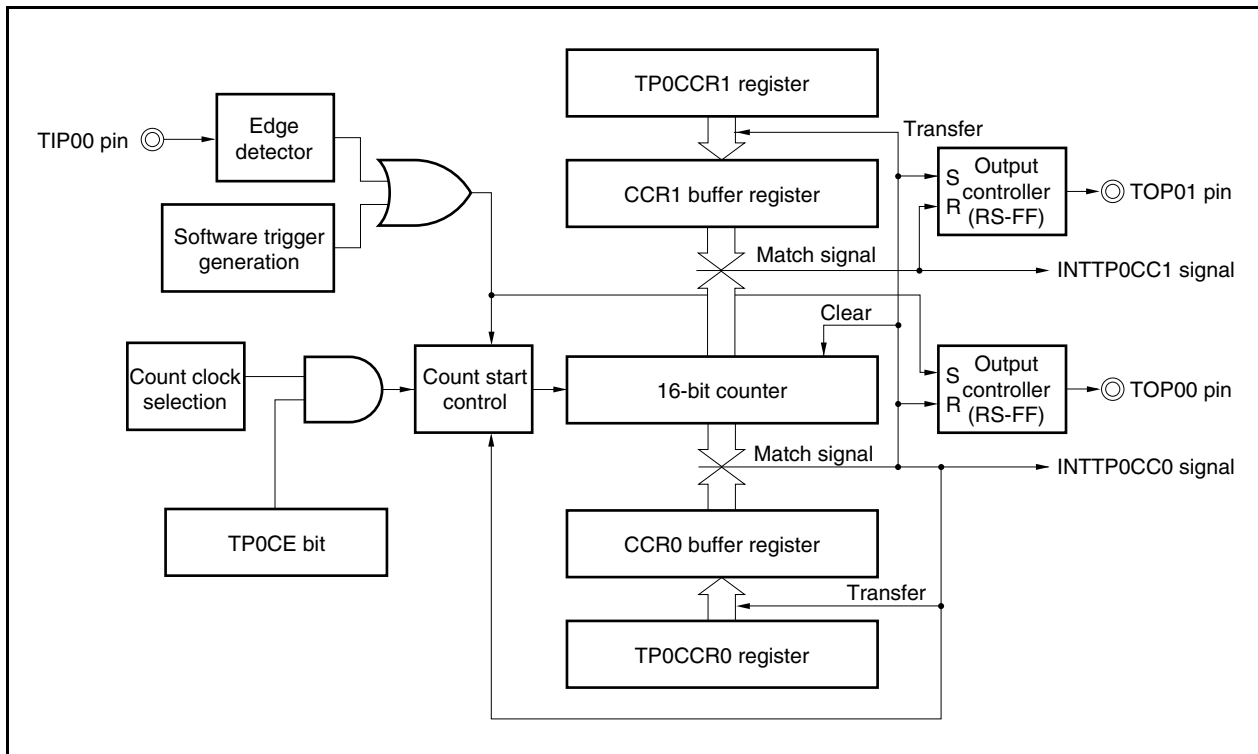 TP0CCR1 register
TIP00 pin
Edge
detector
Transfer
CCR1 buffer register
S
R
Output
controller
(RS-FF)
TOP01 pin
Software trigger
generation
Match signal
INTTP0CC1 signal
Clear
Count clock
selection
Count start
control
16-bit counter
S
R
Output
controller
(RS-FF)
TOP00 pin
Match signal
INTTP0CC0 signal
TP0CE bit
CCR0 buffer register
Transfer
TP0CCR0 register